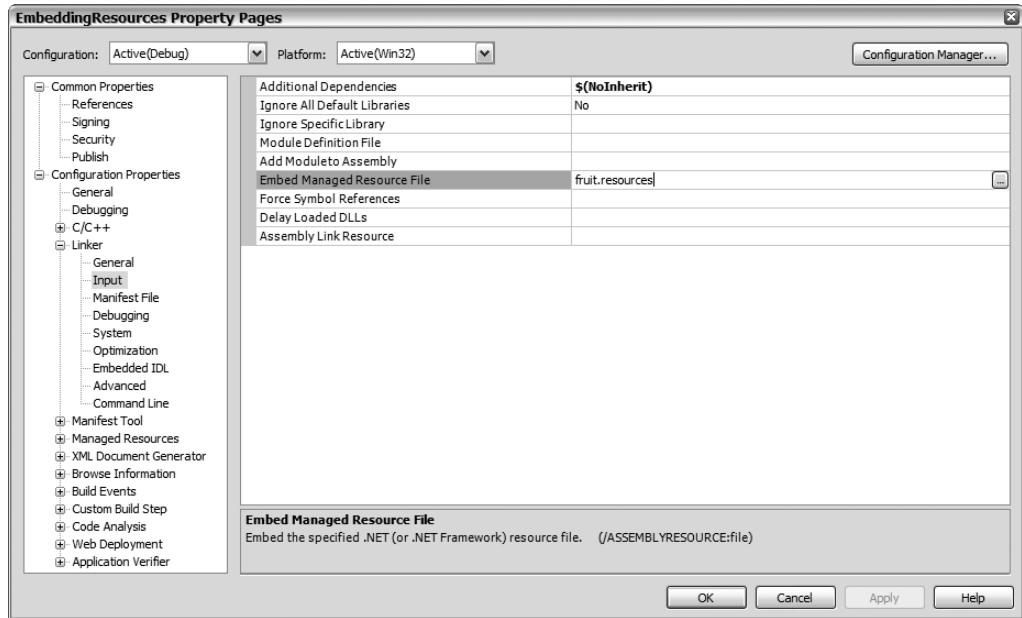 EmbeddingResources Property Pages
Configuration: Active(Debug) Platform: Active(Win32) Configuration Manager...
Common Properties
References
Signing
Security
Publish
Configuration Properties
General
Debugging
C/C++
Linker
General
Input
Manifest File
Debugging
System
Optimization
Embedded IDL
Advanced
Command Line
Manifest Tool
Managed Resources
XML Document Generator
Browse Information
Build Events
Custom Build Step
Code Analysis
Web Deployment
Application Verifier
Additional Dependencies $(NoInherit)
Ignore All Default Libraries No
Ignore Specific Library
Module Definition File
Add Moduleto Assembly
Embed Managed Resource File fruit.resources ...
Force Symbol References
Delay Loaded DLLs
Assembly Link Resource
Embed Managed Resource File
Embed the specified .NET (or .NET Framework) resource file. (/ASSEMBLYRESOURCE:file)
OK Cancel Apply Help